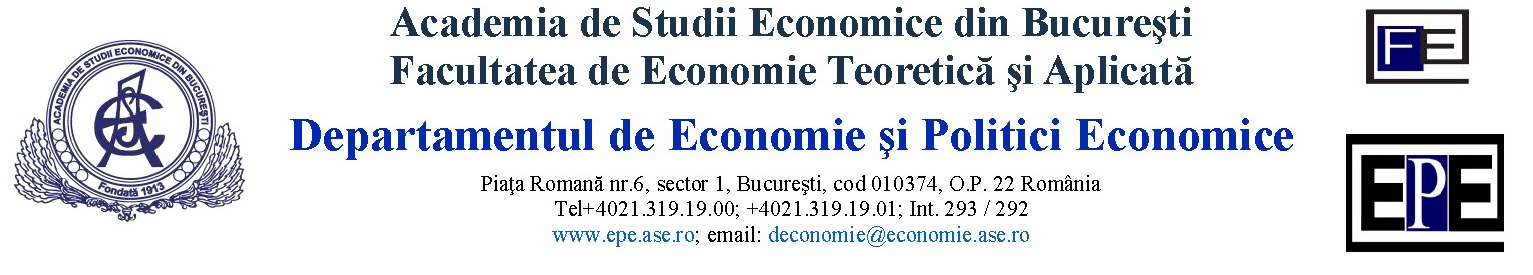 ACADEMIA DE STUDII ECONOMICE DIN BUCUREŞTI
Fondată 1913
Academia de Studii Economice din Bucureşti
Facultatea de Economie Teoretică şi Aplicată
Departamentul de Economie şi Politici Economice
Piaţa Romană nr.6, sector 1, Bucureşti, cod 010374, O.P. 22 România
Tel+4021.319.19.00; +4021.319.19.01; Int. 293 / 292
www.epe.ase.ro; email: deconomie@economie.ase.ro
FE
EPE